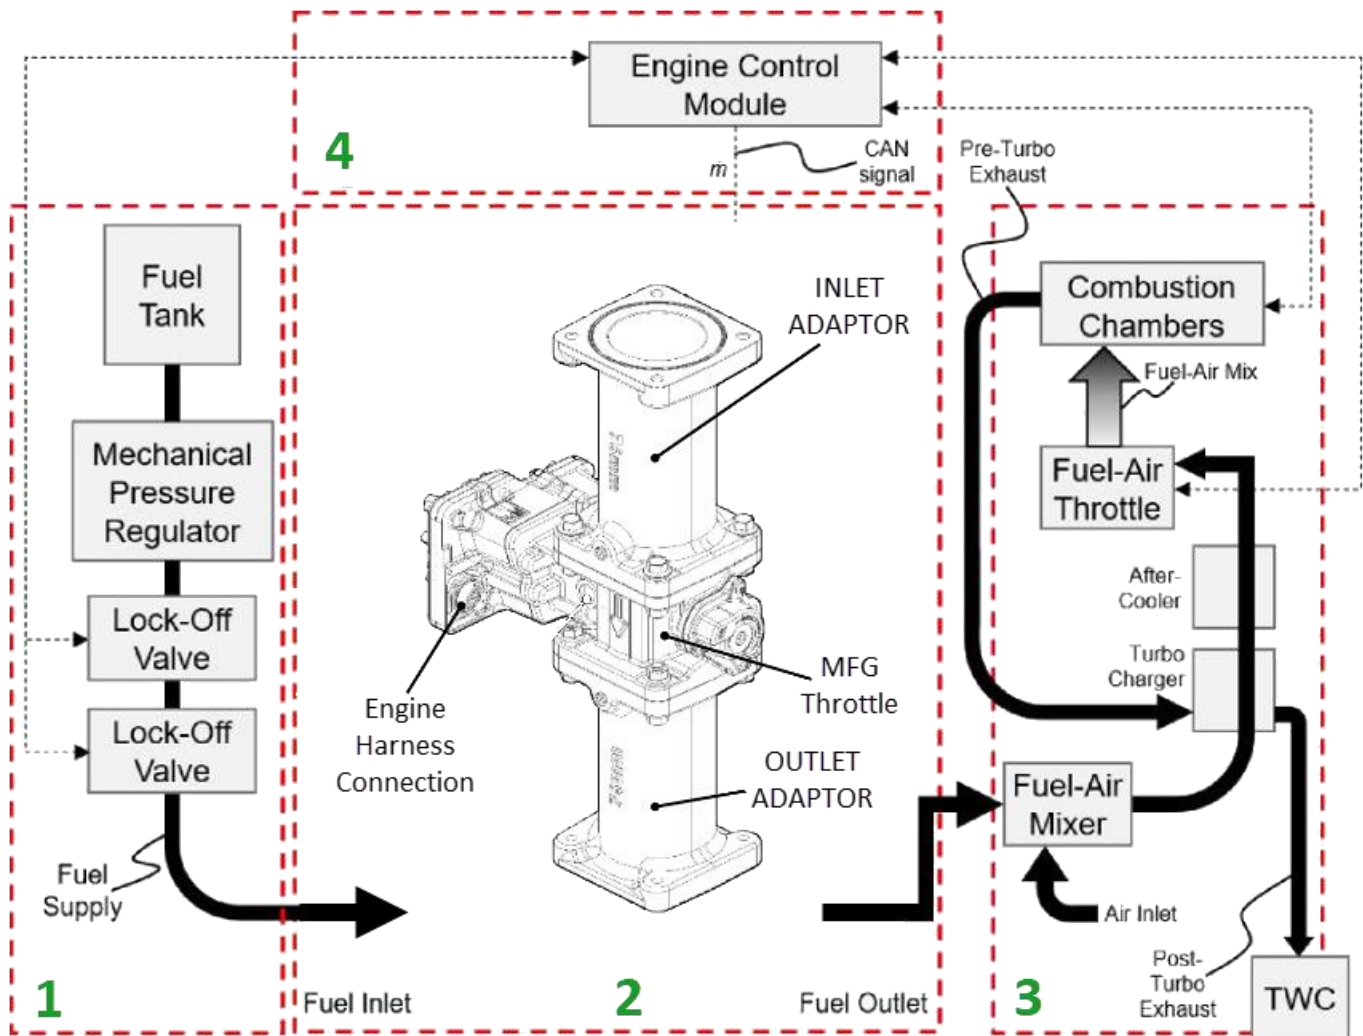 Engine Control
Module
4
ṁ
CAN
signal
Pre-Turbo
Exhaust
Fuel
Tank
Mechanical
Pressure
Regulator
Lock-Off
Valve
Lock-Off
Valve
Fuel
Supply
1
INLET
ADAPTOR
MFG
Throttle
Engine
Harness
Connection
OUTLET
ADAPTOR
Fuel Inlet
2
Fuel Outlet
Combustion
Chambers
Fuel-Air Mix
Fuel-Air
Throttle
After-
Cooler
Turbo
Charger
Fuel-Air
Mixer
Air Inlet
Post-
Turbo
Exhaust
3
TWC